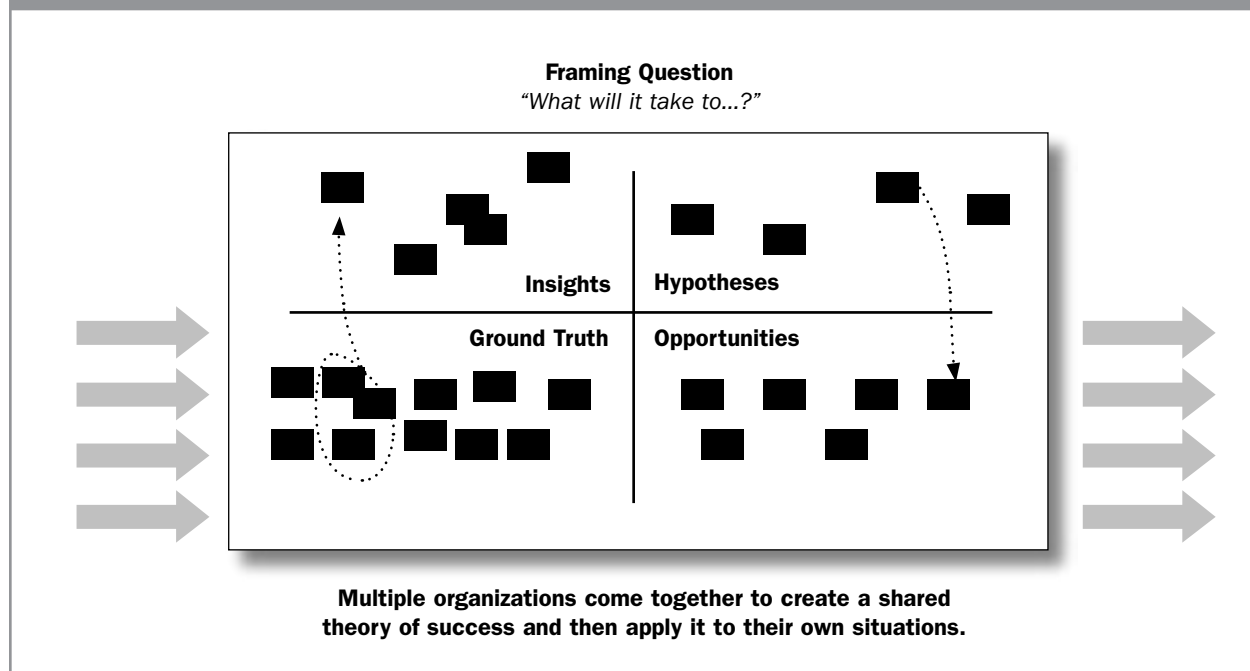 Framing Question
“What will it take to...?”
Insights
Hypotheses
Ground Truth
Opportunities
Multiple organizations come together to create a shared
theory of success and then apply it to their own situations.